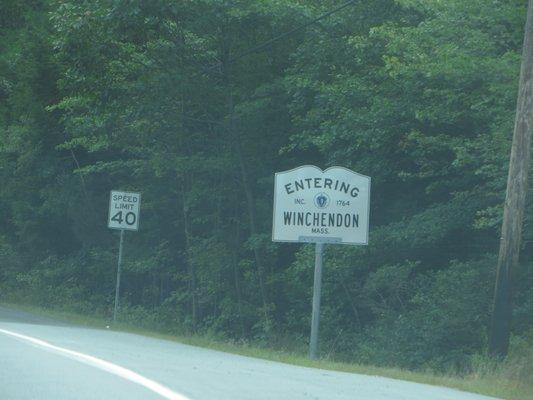 SPEED
LIMIT
40
ENTERING
INC. 1764
WINCHENDON
MASS.